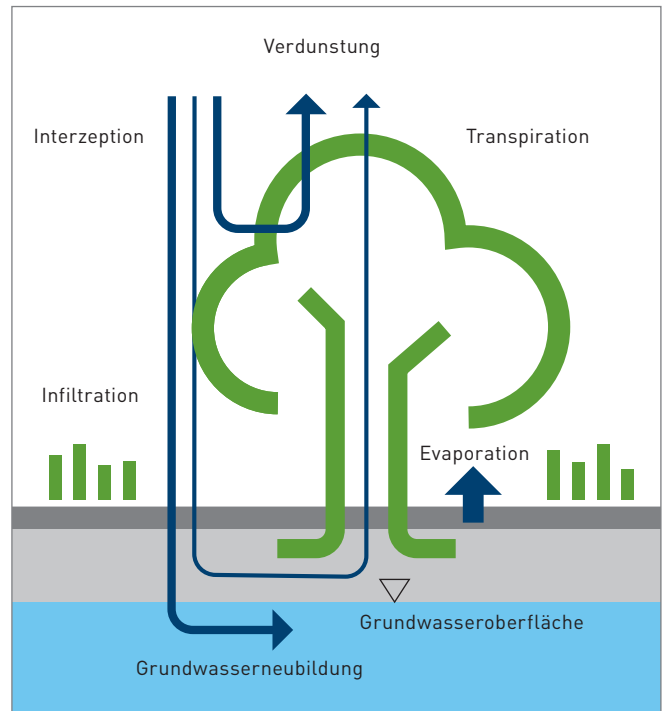 Verdunstung
Interzeption
Transpiration
Infiltration
Evaporation
Grundwasseroberfläche
Grundwasserneubildung